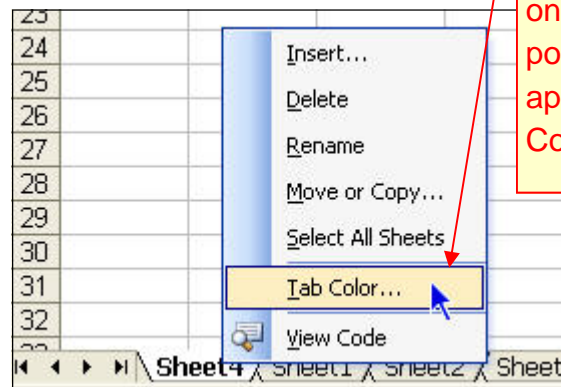 23
24
25
26
27
28
29
30
31
32
Insert...
Delete
Rename
Move or Copy...
Select All Sheets
Tab Color...
View Code
on
po
ap
Co
Sheet4 Sheet1 Sheet2 Sheet